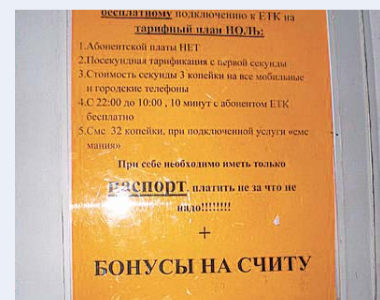 бесплатному подключению к ЕТК на
тарифный план НОЛЬ:
1.Абонентской платы НЕТ
2.Посекундная тарификация с первой секунды
3.Стоимость секунды 3 копейки на все мобильные
и городские телефоны
4.С 22:00 до 10:00 , 10 минут с абонентом ЕТК
бесплатно
5.Смс 32 копейки, при подключенной услуги «смс
мания»
При себе необходимо иметь только
паспорт, платить не за что не
надо!!!!!!!!
+
БОНУСЫ НА СЧИТУ